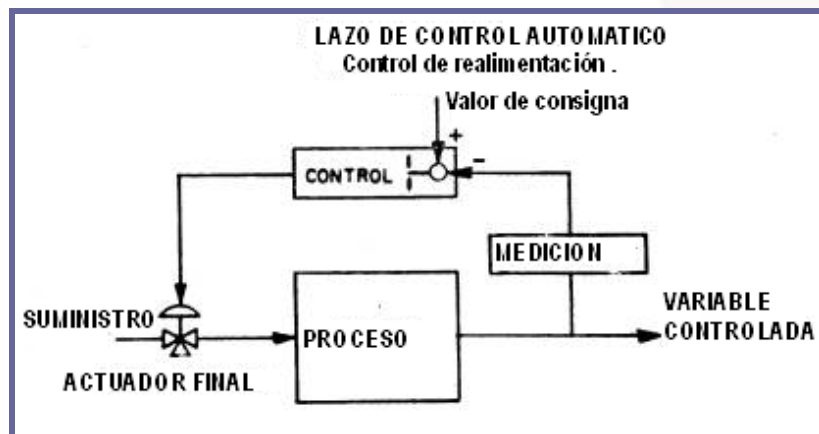 LAZO DE CONTROL AUTOMATICO
Control de realimentación .
Valor de consigna
+
-
CONTROL
MEDICION
SUMINISTRO
PROCESO
VARIABLE
CONTROLADA
ACTUADOR FINAL